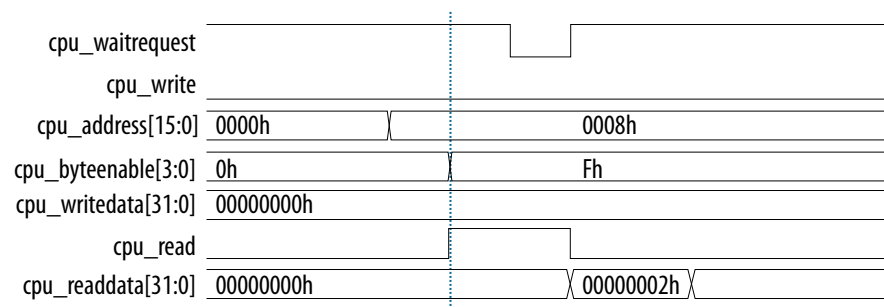 cpu_waitrequest
cpu_write
cpu_address[15:0] 0000h 0008h
cpu_byteenable[3:0] 0h Fh
cpu_writedata[31:0] 00000000h
cpu_read
cpu_readdata[31:0] 00000000h 00000002h